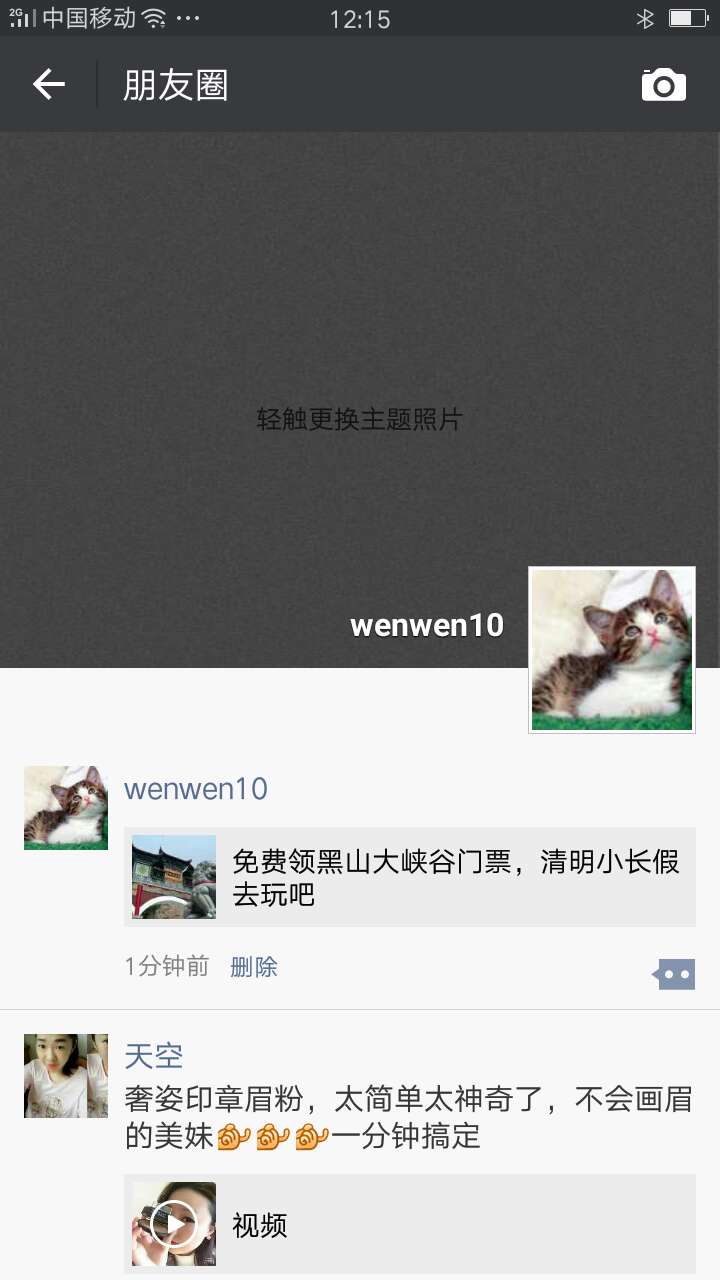 2G 中国移动 ··· 12:15
朋友圈
轻触更换主题照片
wenwen10
wenwen10
免费领黑山大峡谷门票，清明小长假
去玩吧
1分钟前 删除
天空
奢姿印章眉粉，太简单太神奇了，不会画眉
的美妹一分钟搞定
视频